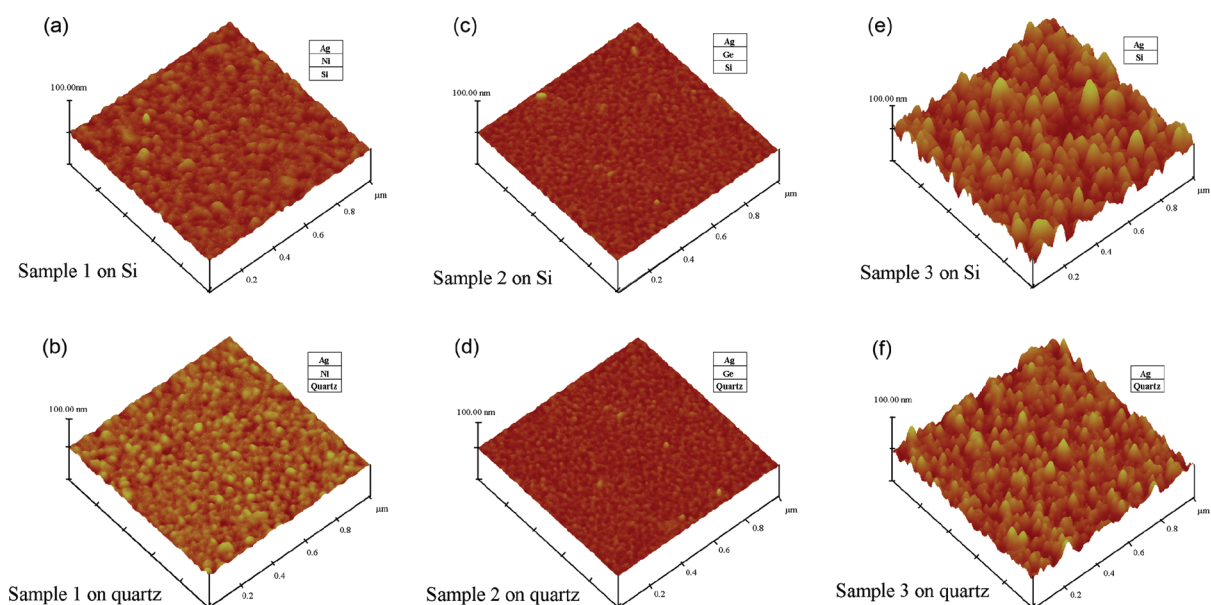 (a)
Ag
Ni
Si
100.00nm
μm
0.8
0.6
0.4
0.2
Sample 1 on Si
(c)
Ag
Ge
Si
100.00 nm
μm
0.8
0.6
0.4
0.2
Sample 2 on Si
(e)
Ag
Si
100.00 nm
μm
0.8
0.6
0.4
0.2
Sample 3 on Si
(b)
Ag
Ni
Quartz
100.00 nm
μm
0.8
0.6
0.4
0.2
Sample 1 on quartz
(d)
Ag
Ge
Quartz
100.00 nm
μm
0.8
0.6
0.4
0.2
Sample 2 on quartz
(f)
Ag
Quartz
100.00 nm
μm
0.8
0.6
0.4
0.2
Sample 3 on quartz